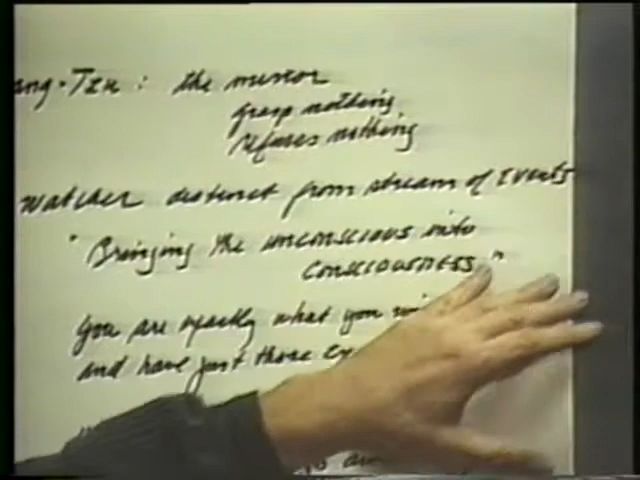 ang-Tzu: the mirror
grasp nothing
refuses nothing
watcher distinct from stream of Events
"Bringing the unconscious into
consciousness"
you are exactly what you
and have just those